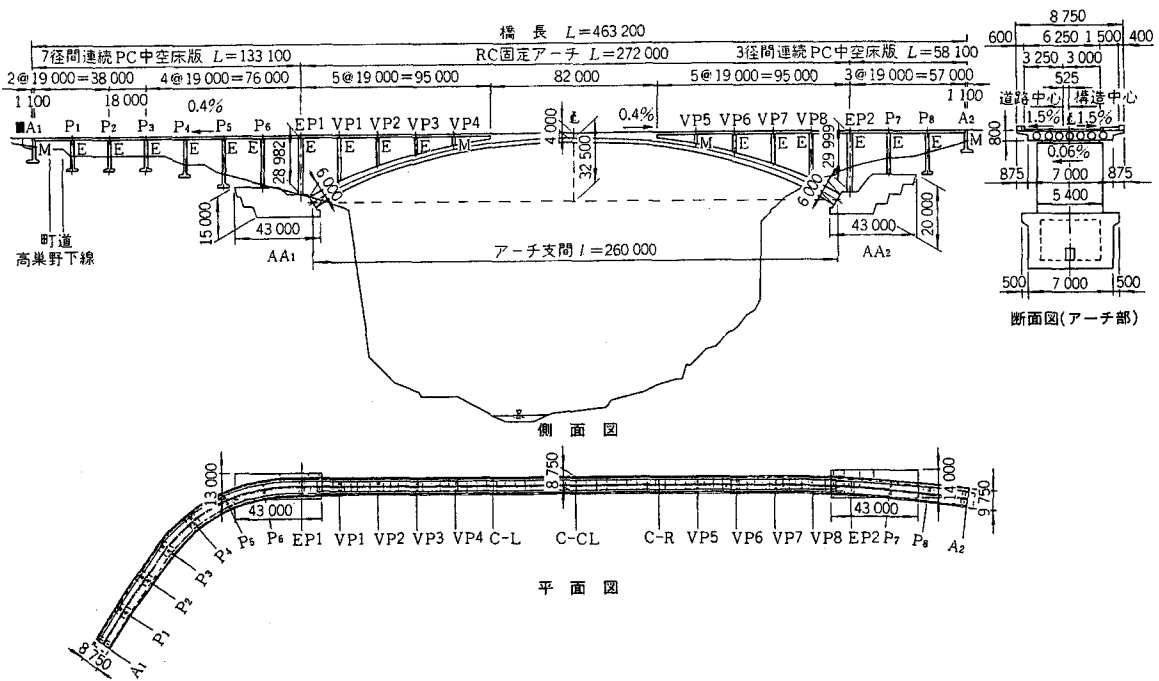 橋 長 L=463 200
7径間連続PC中空床版 L=133 100
RC固定アーチ L=272 000
3径間連続PC中空床版 L=58 100
2@19 000=38 000
4@19 000=76 000
5@19 000=95 000
82 000
5@19 000=95 000
3@19 000=57 000
1 100
18 000
0.4%
4 000
32 500
0.4%
1 100
A1 P1 P2 P3 P4 P5 P6 EP1 VP1 VP2 VP3 VP4
VP5 VP6 VP7 VP8 EP2 P7 P8 A2
M E E E E E E E E E E M
M E E E E E E M
28 982
29 999
6 000
6 000
15 000
43 000
43 000
20 000
町道
高巣野下線
AA1
アーチ支間 l=260 000
AA2
側 面 図
8 750
600 6 250 1 500 400
3 250 3 000
525
道路中心 構造中心
1.5% 1.5%
800
0.06%
875 7 000 875
5 400
500 7 000 500
断面図(アーチ部)
13 000
8 750
14 000
9 750
43 000
43 000
A1 P1 P2 P3 P4 P5 P6 EP1 VP1 VP2 VP3 VP4 C-L C-CL C-R VP5 VP6 VP7 VP8 EP2 P7 P8 A2
8 750
平 面 図